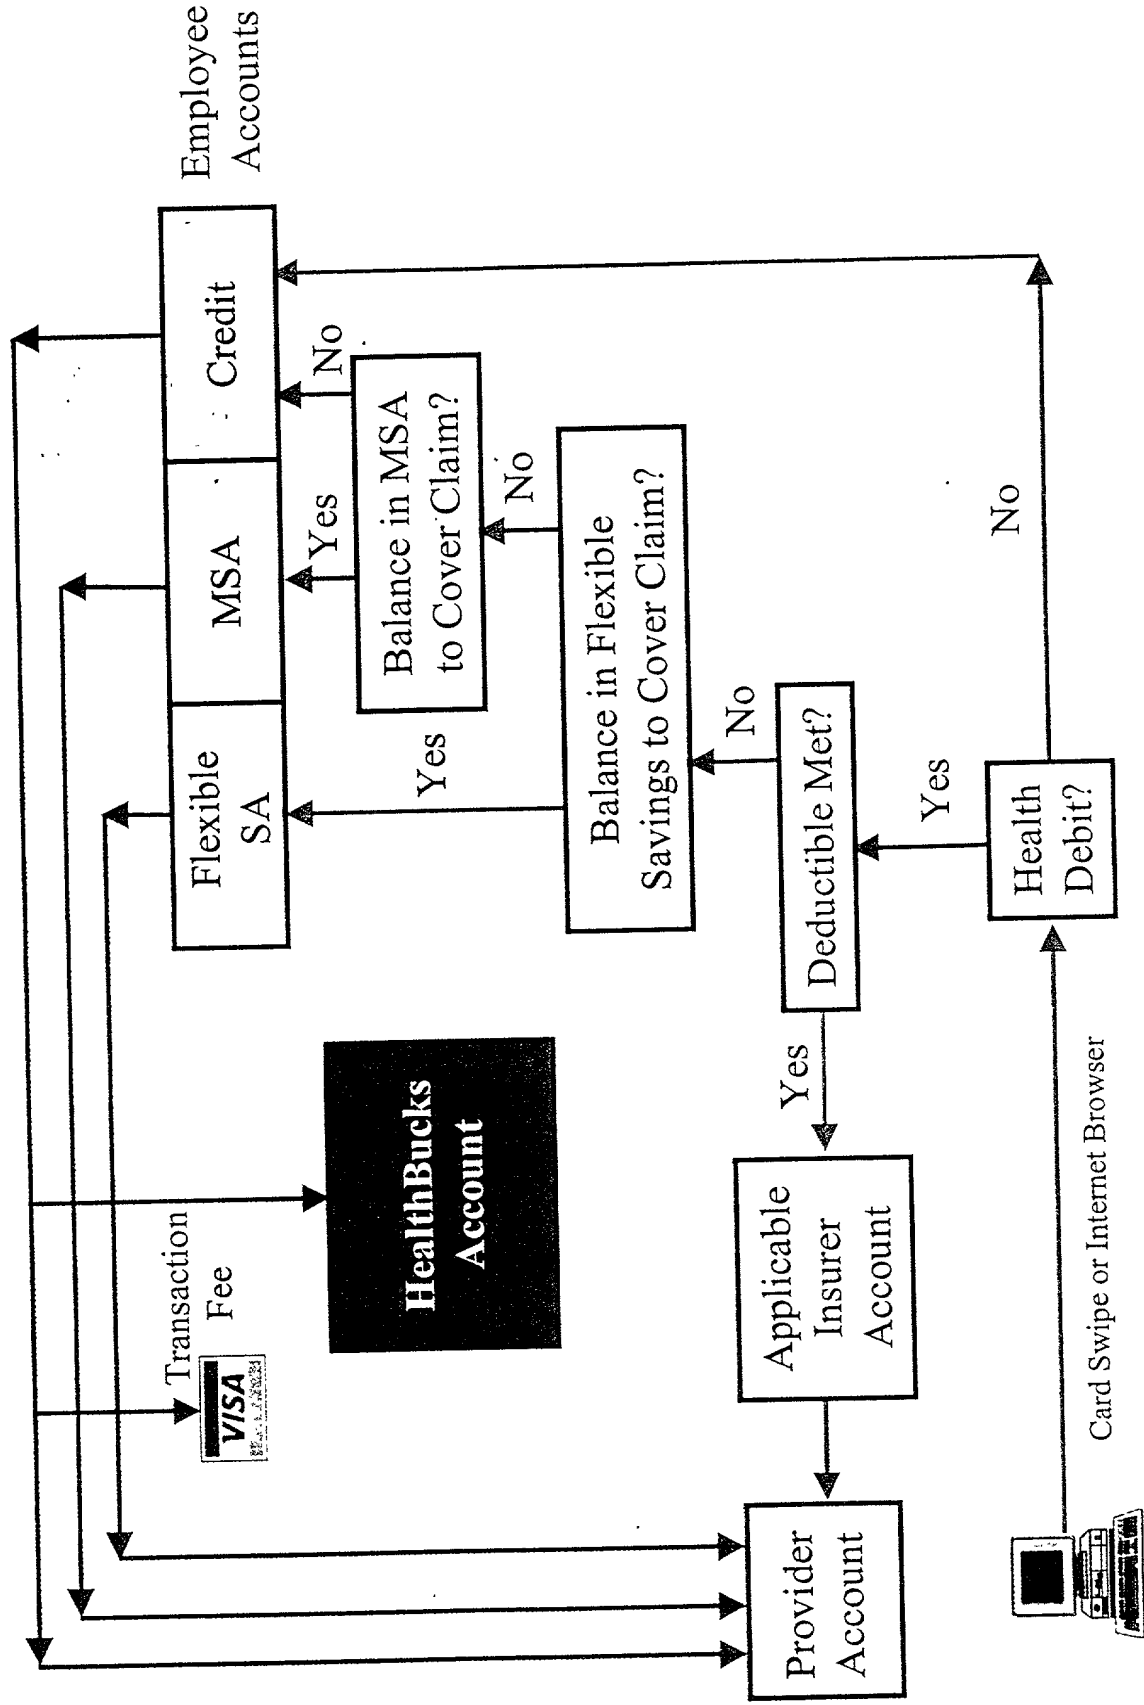 Employee
Accounts
Flexible
SA
MSA
Credit
Transaction
Fee
VISA
HealthBucks
Account
Yes
Yes
No
Balance in MSA
to Cover Claim?
No
Balance in Flexible
Savings to Cover Claim?
No
Provider
Account
Applicable
Insurer
Account
Yes
Deductible Met?
Yes
No
Health
Debit?
Card Swipe or Internet Browser